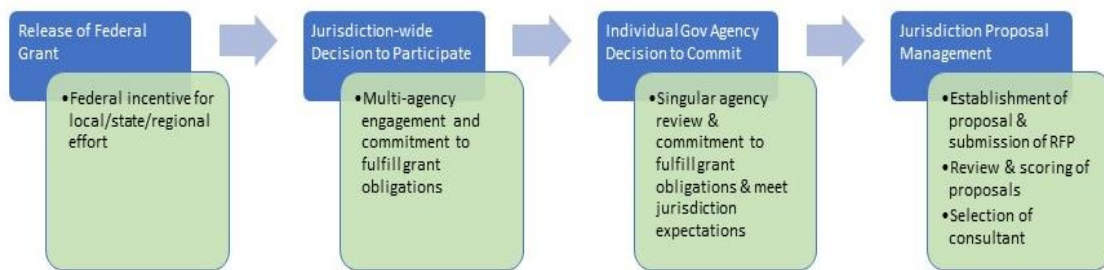 Release of Federal
Grant
•Federal incentive for
local/state/regional
effort
Jurisdiction-wide
Decision to Participate
•Multi-agency
engagement and
commitment to
fulfill grant
obligations
Individual Gov Agency
Decision to Commit
•Singular agency
review &
commitment to
fulfill grant
obligations & meet
jurisdiction
expectations
Jurisdiction Proposal
Management
•Establishment of
proposal &
submission of RFP
•Review & scoring of
proposals
•Selection of
consultant